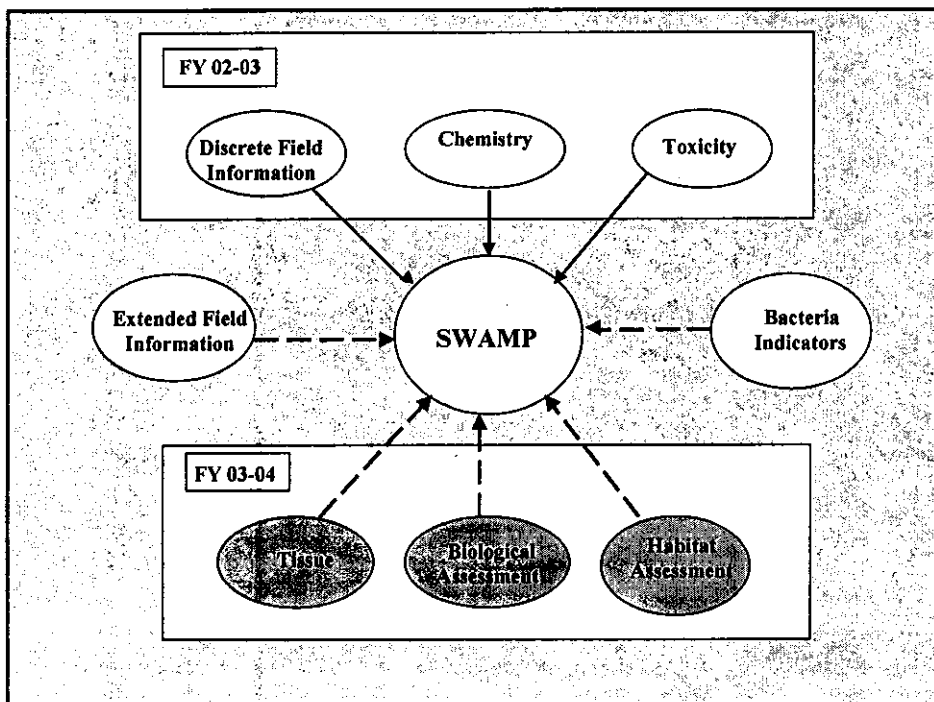 FY 02-03
Discrete Field
Information
Chemistry
Toxicity
Extended Field
Information
SWAMP
Bacteria
Indicators
FY 03-04
Tissue
Biological
Assessment
Habitat
Assessment